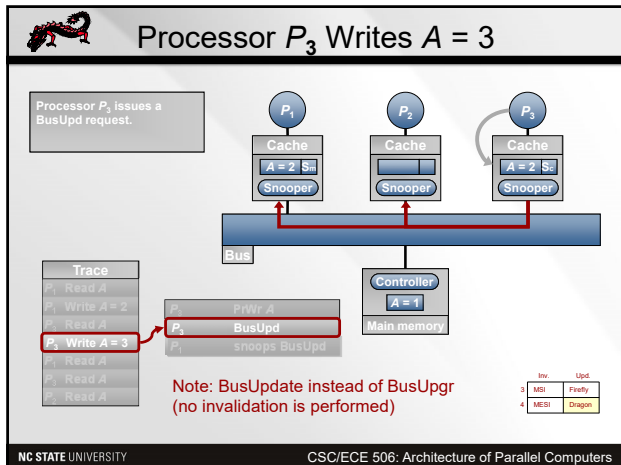 Processor P3 Writes A = 3
Processor P3 issues a
BusUpd request.
P1
P2
P3
Cache
Cache
Cache
A = 2 Sm
A = 2 Sc
Snooper
Snooper
Snooper
Bus
Controller
A = 1
Main memory
Trace
P1 Read A
P1 Write A = 2
P3 Read A
P3 Write A = 3
P1 Read A
P3 Read A
P2 Read A
P3 PrWr A
P3 BusUpd
P1 snoops BusUpd
Note: BusUpdate instead of BusUpgr
(no invalidation is performed)
Inv. Upd.
3 MSI Firefly
4 MESI Dragon
NC STATE UNIVERSITY
CSC/ECE 506: Architecture of Parallel Computers